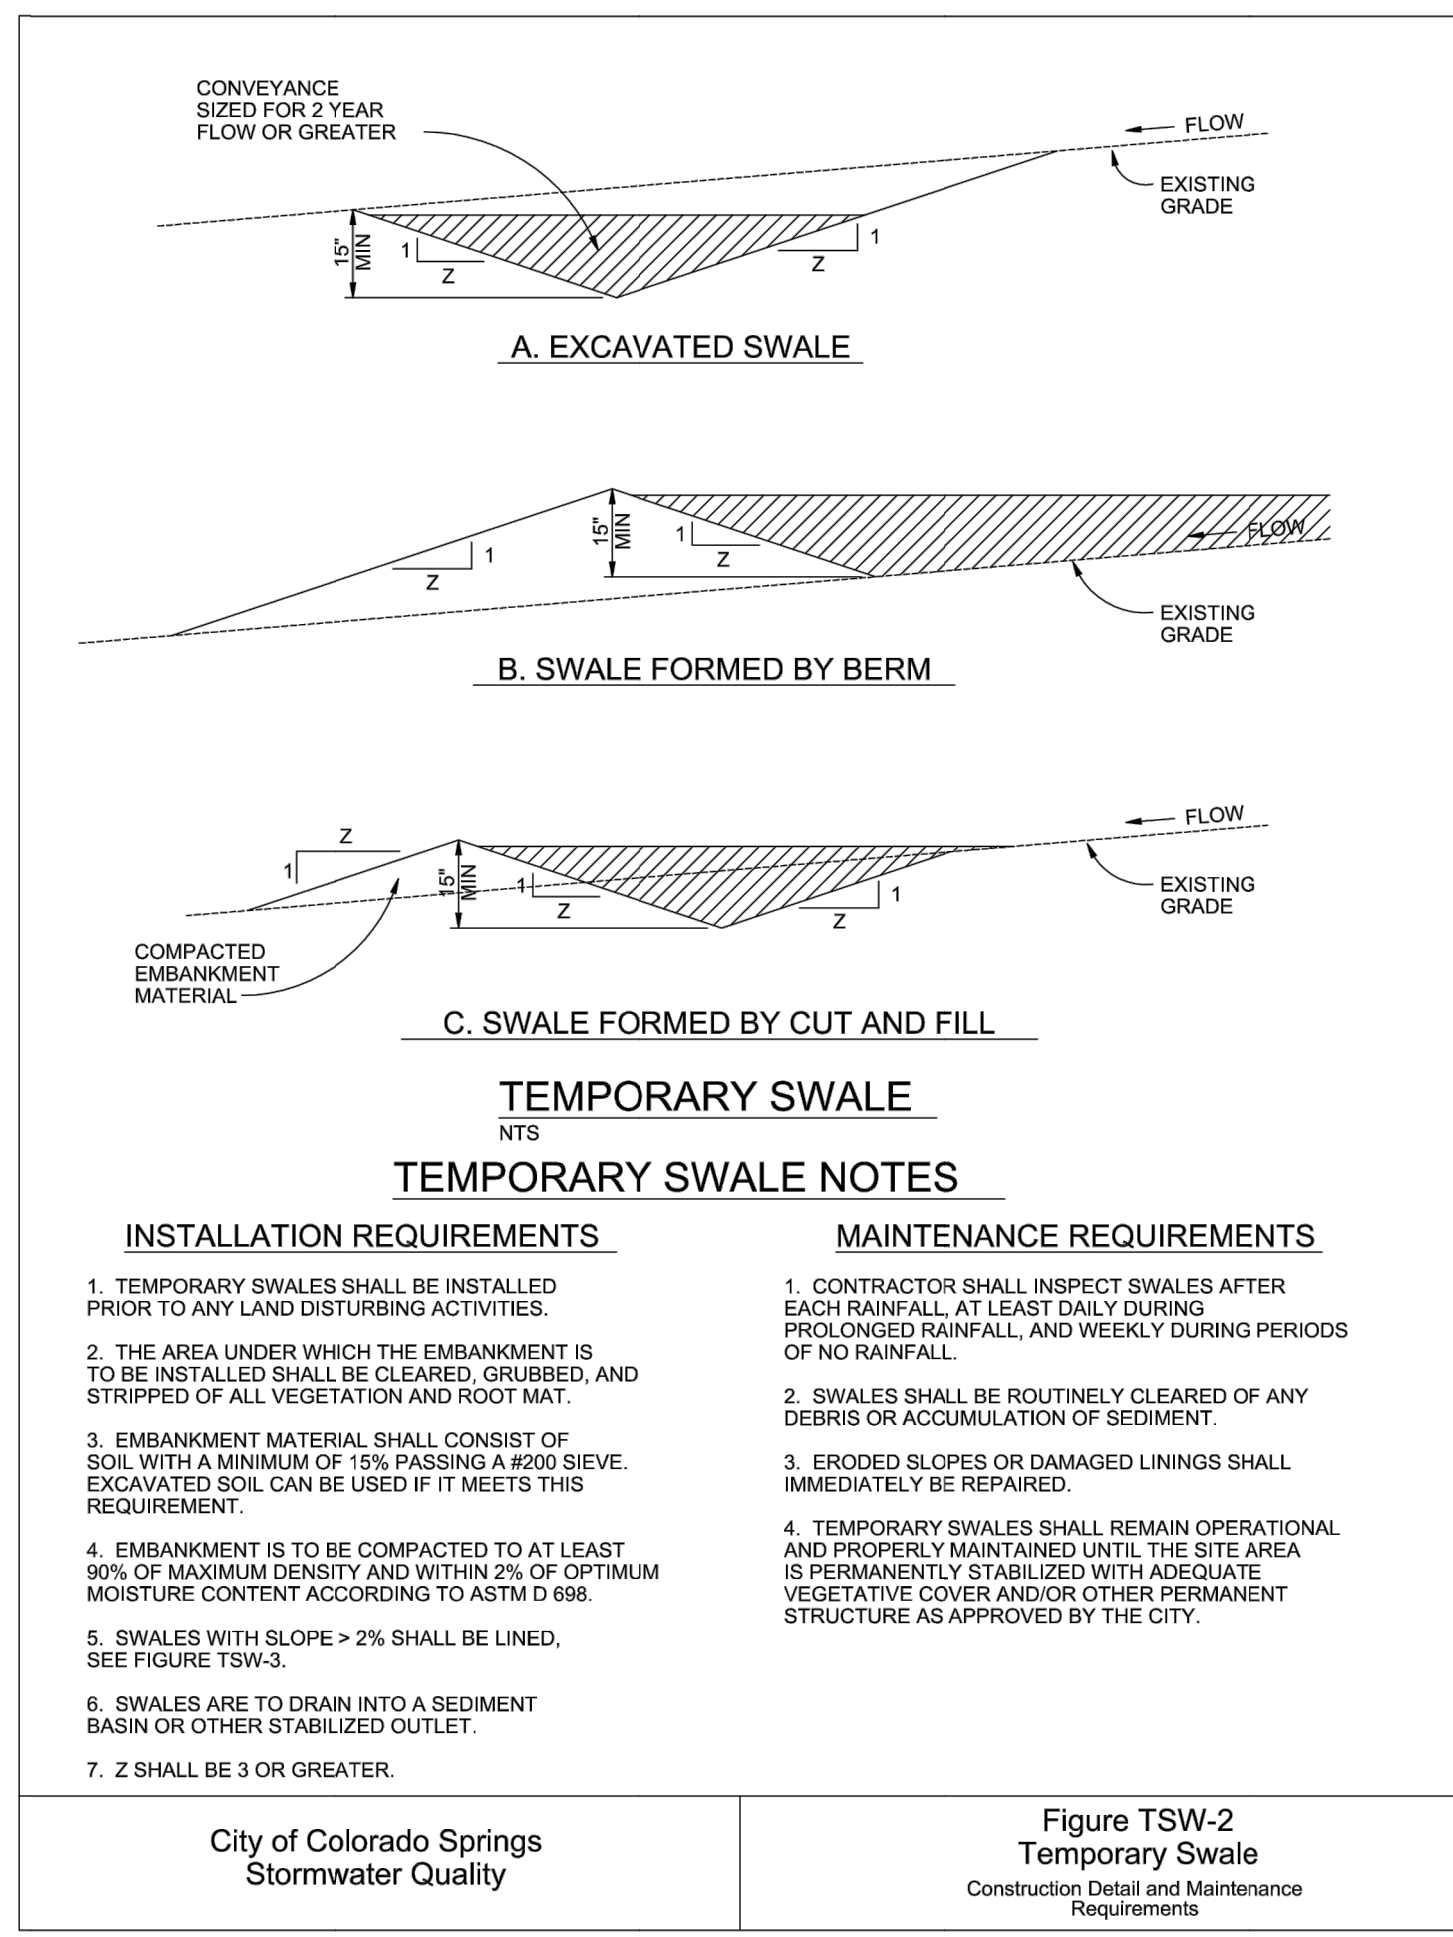 CONVEYANCE
SIZED FOR 2 YEAR
FLOW OR GREATER
FLOW
EXISTING
GRADE
15"
MIN
1
Z
1
Z
A. EXCAVATED SWALE
15"
MIN
1
Z
1
Z
FLOW
EXISTING
GRADE
B. SWALE FORMED BY BERM
FLOW
Z
1
15"
MIN
1
Z
1
Z
EXISTING
GRADE
COMPACTED
EMBANKMENT
MATERIAL
C. SWALE FORMED BY CUT AND FILL
TEMPORARY SWALE
NTS
TEMPORARY SWALE NOTES
INSTALLATION REQUIREMENTS
1. TEMPORARY SWALES SHALL BE INSTALLED
PRIOR TO ANY LAND DISTURBING ACTIVITIES.
2. THE AREA UNDER WHICH THE EMBANKMENT IS
TO BE INSTALLED SHALL BE CLEARED, GRUBBED, AND
STRIPPED OF ALL VEGETATION AND ROOT MAT.
3. EMBANKMENT MATERIAL SHALL CONSIST OF
SOIL WITH A MINIMUM OF 15% PASSING A #200 SIEVE.
EXCAVATED SOIL CAN BE USED IF IT MEETS THIS
REQUIREMENT.
4. EMBANKMENT IS TO BE COMPACTED TO AT LEAST
90% OF MAXIMUM DENSITY AND WITHIN 2% OF OPTIMUM
MOISTURE CONTENT ACCORDING TO ASTM D 698.
5. SWALES WITH SLOPE > 2% SHALL BE LINED,
SEE FIGURE TSW-3.
6. SWALES ARE TO DRAIN INTO A SEDIMENT
BASIN OR OTHER STABILIZED OUTLET.
7. Z SHALL BE 3 OR GREATER.
MAINTENANCE REQUIREMENTS
1. CONTRACTOR SHALL INSPECT SWALES AFTER
EACH RAINFALL, AT LEAST DAILY DURING
PROLONGED RAINFALL, AND WEEKLY DURING PERIODS
OF NO RAINFALL.
2. SWALES SHALL BE ROUTINELY CLEARED OF ANY
DEBRIS OR ACCUMULATION OF SEDIMENT.
3. ERODED SLOPES OR DAMAGED LININGS SHALL
IMMEDIATELY BE REPAIRED.
4. TEMPORARY SWALES SHALL REMAIN OPERATIONAL
AND PROPERLY MAINTAINED UNTIL THE SITE AREA
IS PERMANENTLY STABILIZED WITH ADEQUATE
VEGETATIVE COVER AND/OR OTHER PERMANENT
STRUCTURE AS APPROVED BY THE CITY.
City of Colorado Springs
Stormwater Quality
Figure TSW-2
Temporary Swale
Construction Detail and Maintenance
Requirements